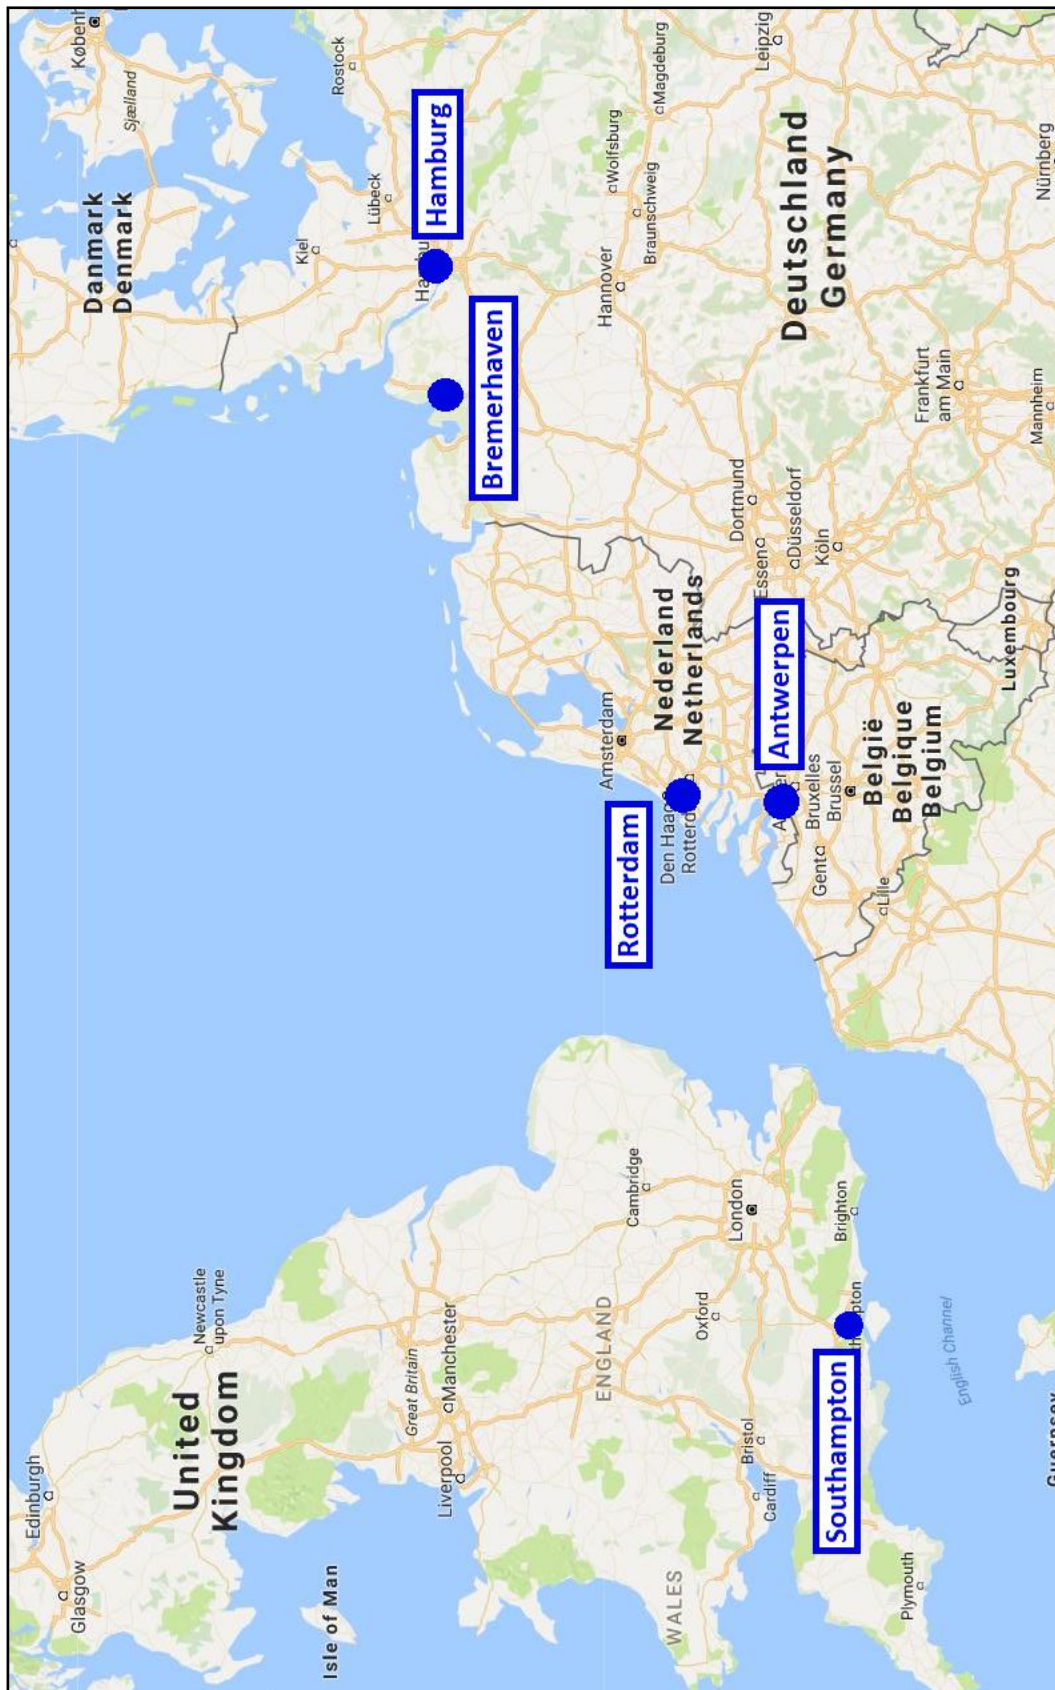 Edinburgh
Glasgow
United
Kingdom
Newcastle
upon Tyne
Isle of Man
Great Britain
Manchester
Liverpool
ENGLAND
WALES
Cambridge
Oxford
London
Bristol
Cardiff
Brighton
Southampton
Plymouth
English Channel
Guernsey
Danmark
Denmark
Københ
Sjælland
Kiel
Lübeck
Rostock
Hamburg
Bremerhaven
Hannover
Wolfsburg
Braunschweig
Magdeburg
Leipzig
Deutschland
Germany
Amsterdam
Nederland
Netherlands
Rotterdam
Den Haag
Rotterd
Antwerpen
Dortmund
Essen
Düsseldorf
Köln
Bruxelles
Brussel
Gent
Lille
België
Belgique
Belgium
Luxembourg
Frankfurt
am Main
Mannheim
Nürnberg